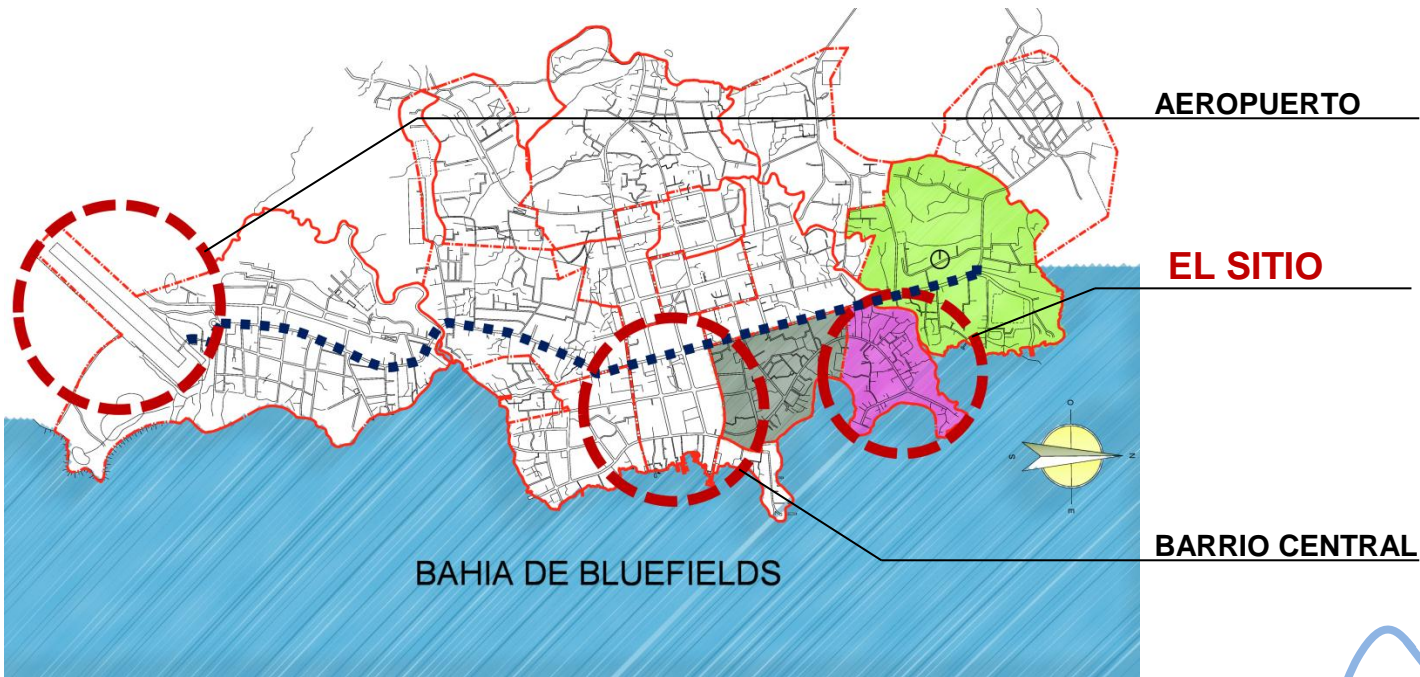 AEROPUERTO
EL SITIO
O
S
N
E
BARRIO CENTRAL
BAHIA DE BLUEFIELDS